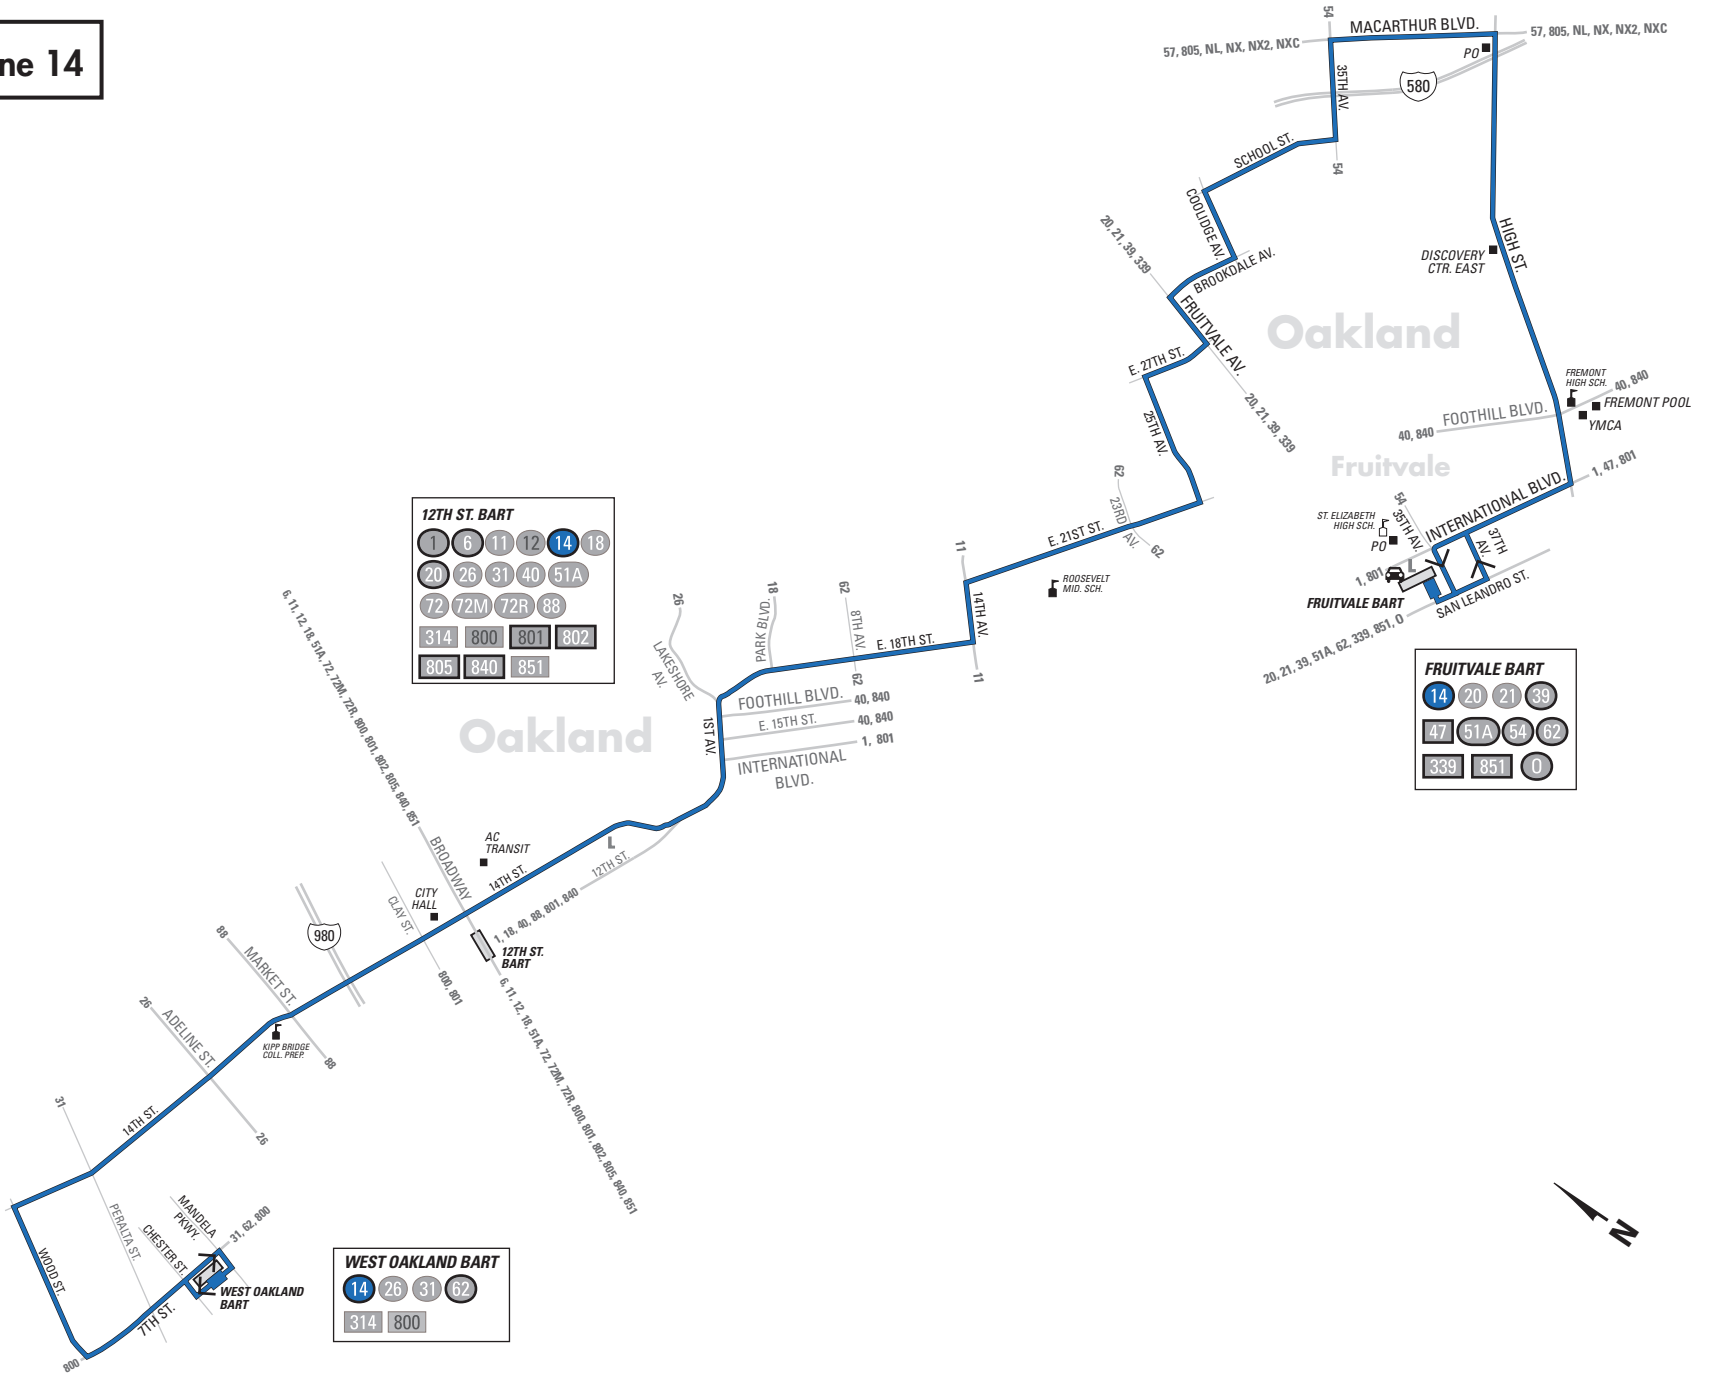 ne 14
54
MACARTHUR BLVD.
57, 805, NL, NX, NX2, NXC
57, 805, NL, NX, NX2, NXC
PO
35TH AV.
580
SCHOOL ST.
54
COOLIDGE AV.
20, 21, 39, 339
BROOKDALE AV.
HIGH ST.
DISCOVERY
CTR. EAST
FRUITVALE AV.
Oakland
E. 27TH ST.
FREMONT
HIGH SCH.
40, 840
FREMONT POOL
YMCA
FOOTHILL BLVD.
40, 840
20, 21, 39, 339
25TH AV.
Fruitvale
1, 47, 801
62
23RD
AV.
62
INTERNATIONAL BLVD.
54
35TH AV.
ST. ELIZABETH
HIGH SCH.
PO
37TH
AV.
L
1, 801
FRUITVALE BART
SAN LEANDRO ST.
20, 21, 39, 51A, 62, 339, 851, O
FRUITVALE BART
14 20 21 39
47 51A 54 62
339 851 O
12TH ST. BART
1 6 11 12 14 18
20 26 31 40 51A
72 72M 72R 88
314 800 801 802
805 840 851
E. 21ST ST.
11
ROOSEVELT
MID. SCH.
14TH AV.
11
E. 18TH ST.
62
8TH AV.
62
18
PARK BLVD.
26
LAKESHORE
AV.
FOOTHILL BLVD.
40, 840
E. 15TH ST.
40, 840
1, 801
INTERNATIONAL
BLVD.
1ST AV.
Oakland
6, 11, 12, 18, 51A, 72, 72M, 72R, 800, 801, 802, 805, 840, 851
BROADWAY
AC
TRANSIT
L
12TH ST.
14TH ST.
1, 18, 40, 88, 801, 840
CITY
HALL
CLAY ST.
12TH ST.
BART
800, 801
6, 11, 12, 18, 51A, 72, 72M, 72R, 800, 801, 802, 805, 840, 851
980
88
MARKET ST.
88
KIPP BRIDGE
COLL. PREP.
26
ADELINE ST.
26
31
14TH ST.
PERALTA ST.
MANDELA
PKWY.
CHESTER ST.
31, 62, 800
WEST OAKLAND
BART
WOOD ST.
7TH ST.
800
WEST OAKLAND BART
14 26 31 62
314 800
N